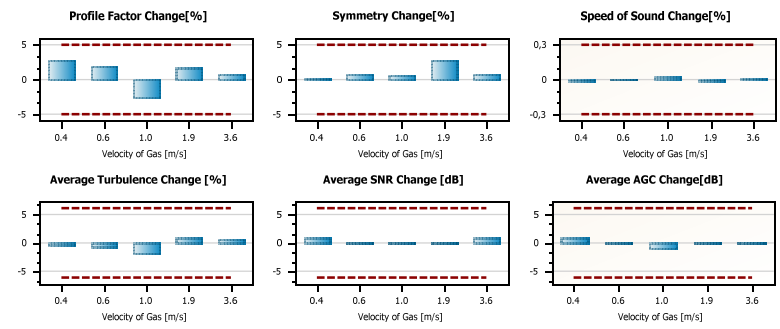 Profile Factor Change[%]
5
0
-5
0.4 0.6 1.0 1.9 3.6
Velocity of Gas [m/s]
Symmetry Change[%]
5
0
-5
0.4 0.6 1.0 1.9 3.6
Velocity of Gas [m/s]
Speed of Sound Change[%]
0,3
0
-0,3
0.4 0.6 1.0 1.9 3.6
Velocity of Gas [m/s]
Average Turbulence Change [%]
5
0
-5
0.4 0.6 1.0 1.9 3.6
Velocity of Gas [m/s]
Average SNR Change [dB]
5
0
-5
0.4 0.6 1.0 1.9 3.6
Velocity of Gas [m/s]
Average AGC Change[dB]
5
0
-5
0.4 0.6 1.0 1.9 3.6
Velocity of Gas [m/s]